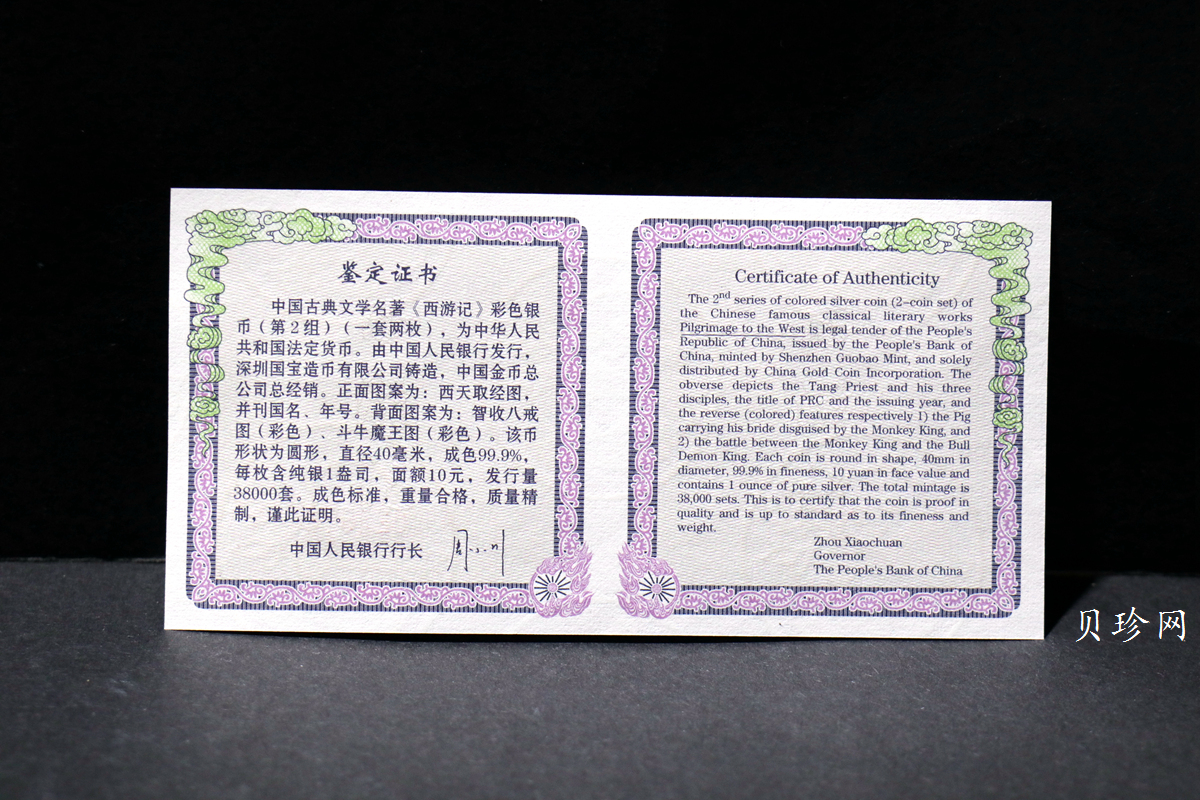 鉴定证书
中国古典文学名著《西游记》彩色银
币（第2组）（一套两枚），为中华人民
共和国法定货币。由中国人民银行发行，
深圳国宝造币有限公司铸造，中国金币总
公司总经销。正面图案为：西天取经图，
并刊国名、年号。背面图案为：智收八戒
图（彩色）、斗牛魔王图（彩色）。该币
形状为圆形，直径40毫米，成色99.9%，
每枚含纯银1盎司，面额10元，发行量
38000套。成色标准，重量合格，质量精
制，谨此证明。
中国人民银行行长 周小川
Certificate of Authenticity
The 2nd series of colored silver coin (2-coin set) of
the Chinese famous classical literary works
Pilgrimage to the West is legal tender of the People's
Republic of China, issued by the People's Bank of
China, minted by Shenzhen Guobao Mint, and solely
distributed by China Gold Coin Incorporation. The
obverse depicts the Tang Priest and his three
disciples, the title of PRC and the issuing year, and
the reverse (colored) features respectively 1) the Pig
carrying his bride disguised by the Monkey King, and
2) the battle between the Monkey King and the Bull
Demon King. Each coin is round in shape, 40mm in
diameter, 99.9% in fineness, 10 yuan in face value and
contains 1 ounce of pure silver. The total mintage is
38,000 sets. This is to certify that the coin is proof in
quality and is up to standard as to its fineness and
weight.
Zhou Xiaochuan
Governor
The People's Bank of China
贝珍网